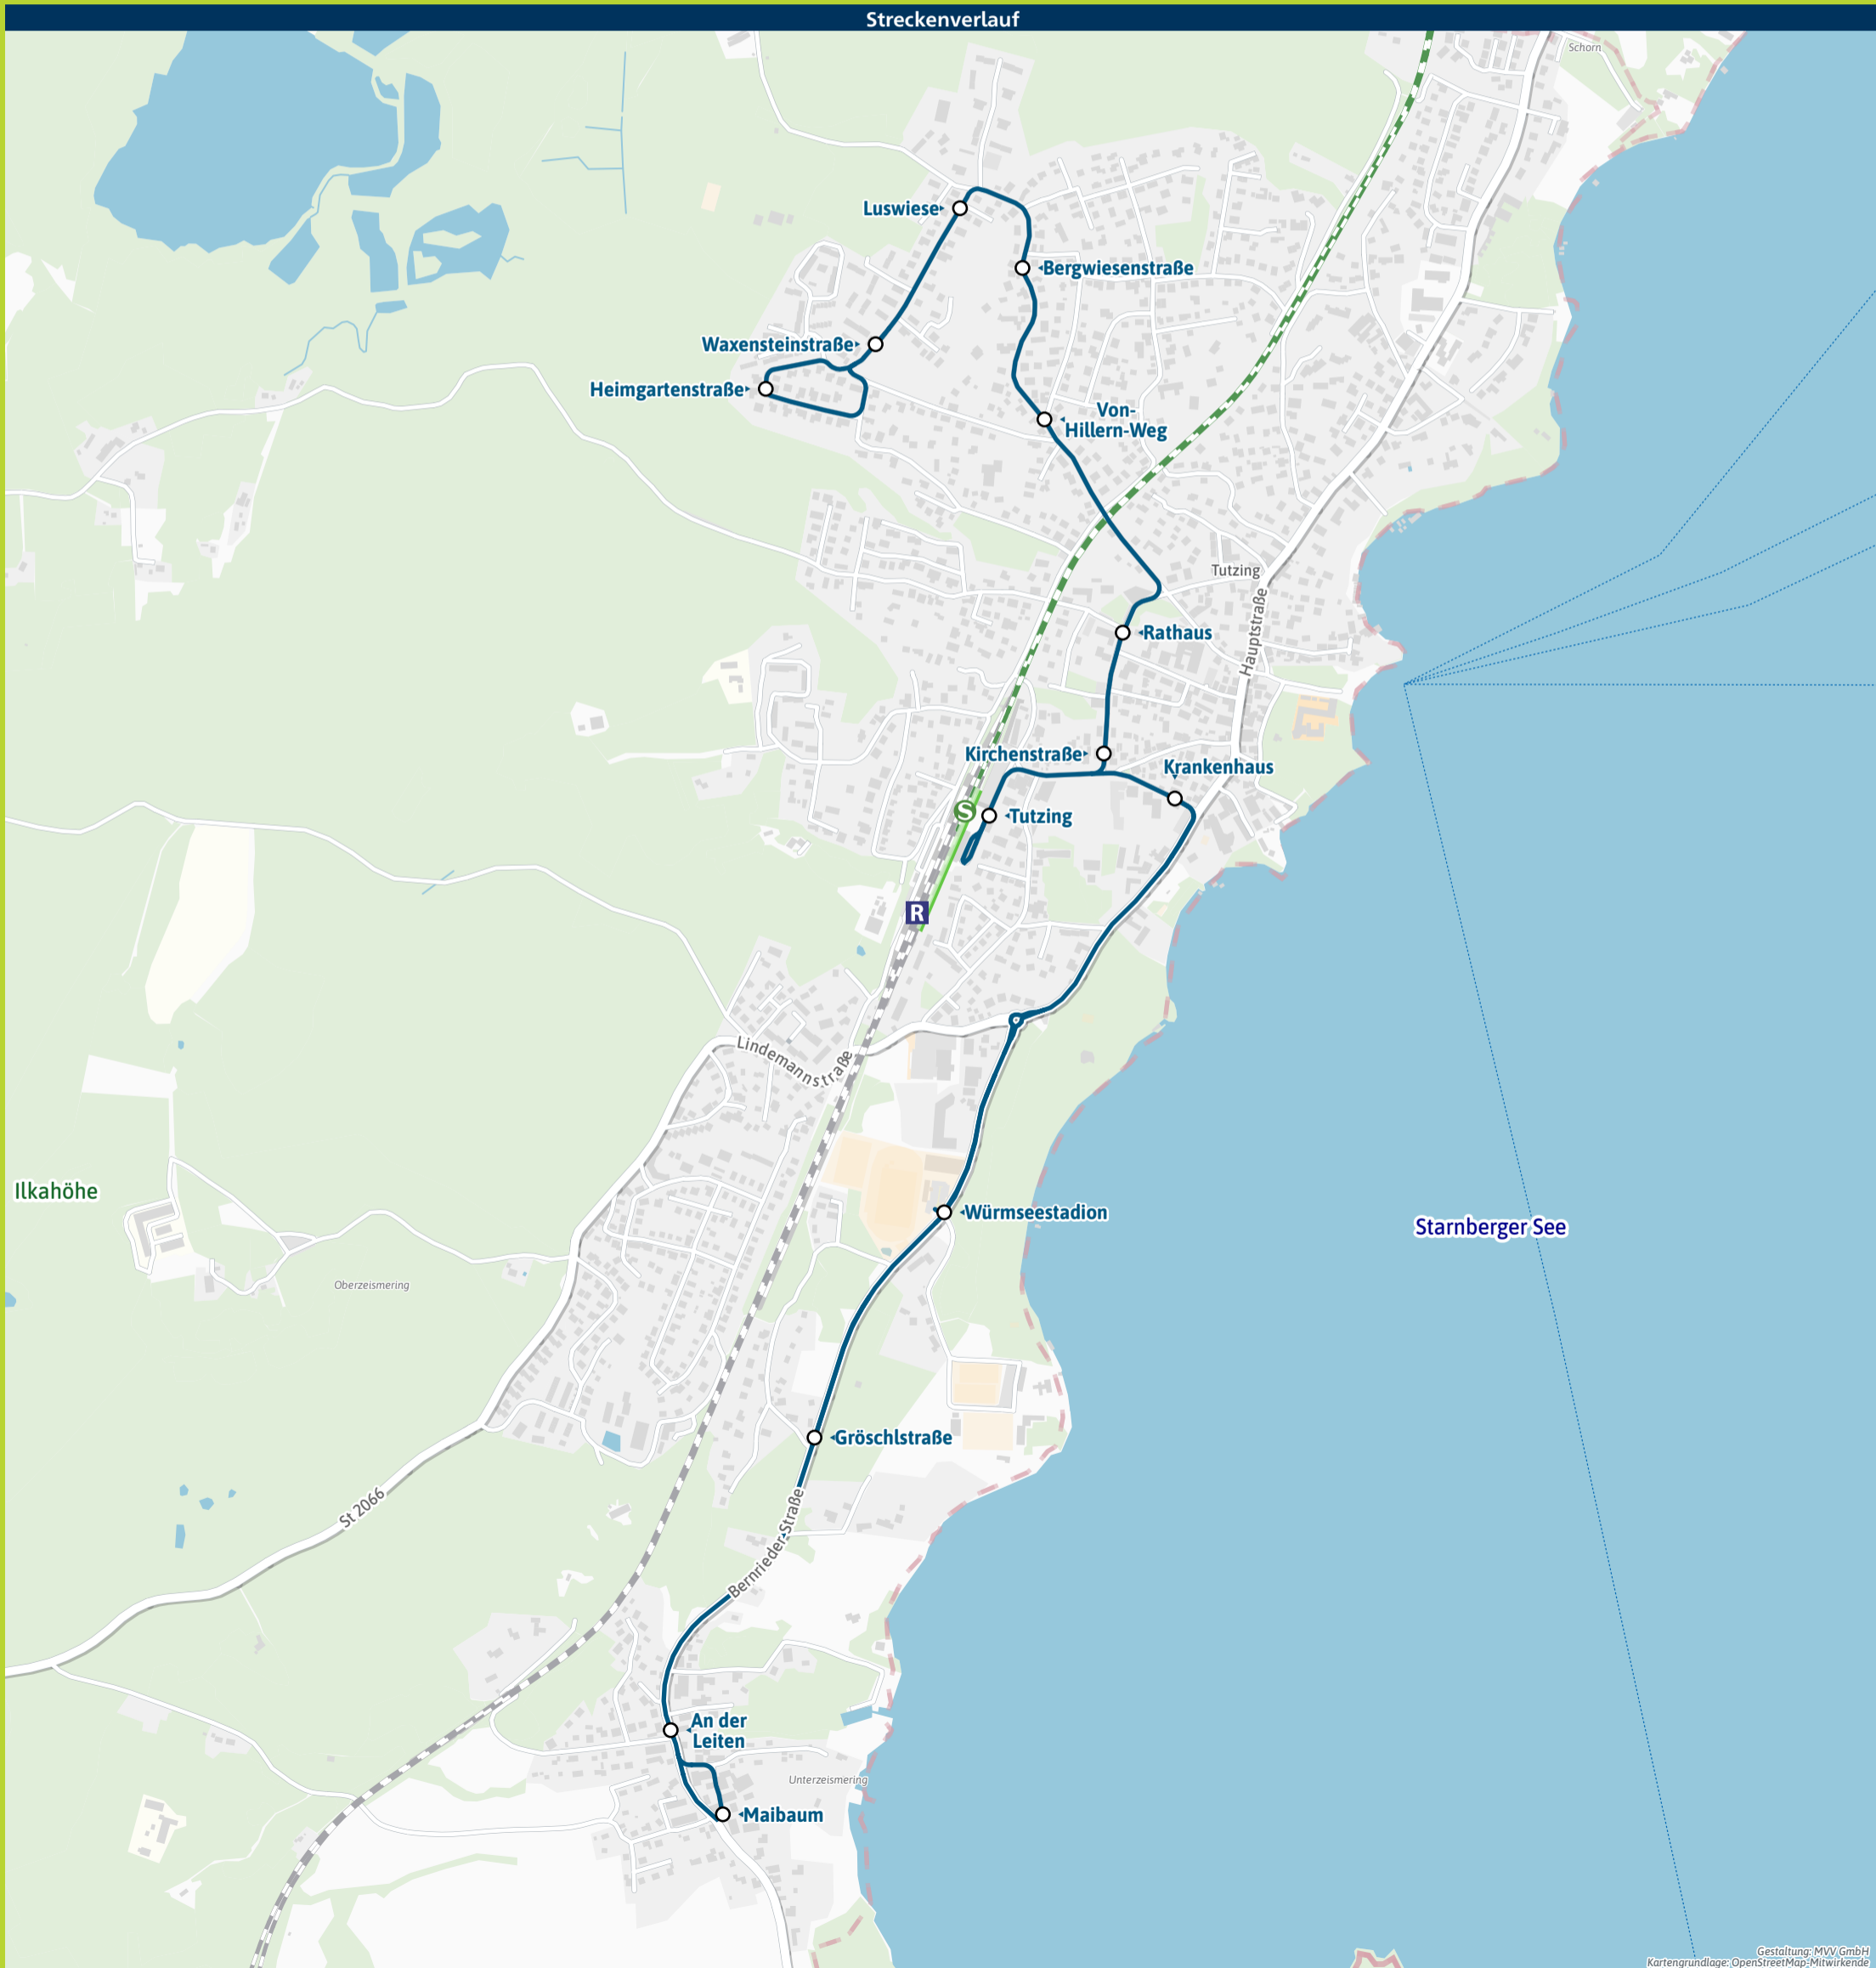 Streckenverlauf
Schorn
Luswiese
Bergwiesenstraße
Waxensteinstraße
Heimgartenstraße
Von-
Hillern-Weg
Tutzing
Hauptstraße
Rathaus
Kirchenstraße
Krankenhaus
S
Tutzing
R
Lindemannstraße
Ilkahöhe
Würmseestadion
Starnberger See
Oberzeismering
Gröschlstraße
St 2066
Bernrieder Straße
An der
Leiten
Unterzeismering
Maibaum
Gestaltung: MVV GmbH
Kartengrundlage: OpenStreetMap-Mitwirkende